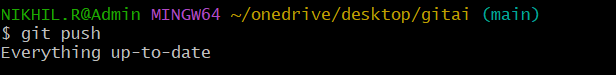 NIKHIL.R@Admin MINGW64 ~/onedrive/desktop/gitai (main)
$ git push
Everything up-to-date